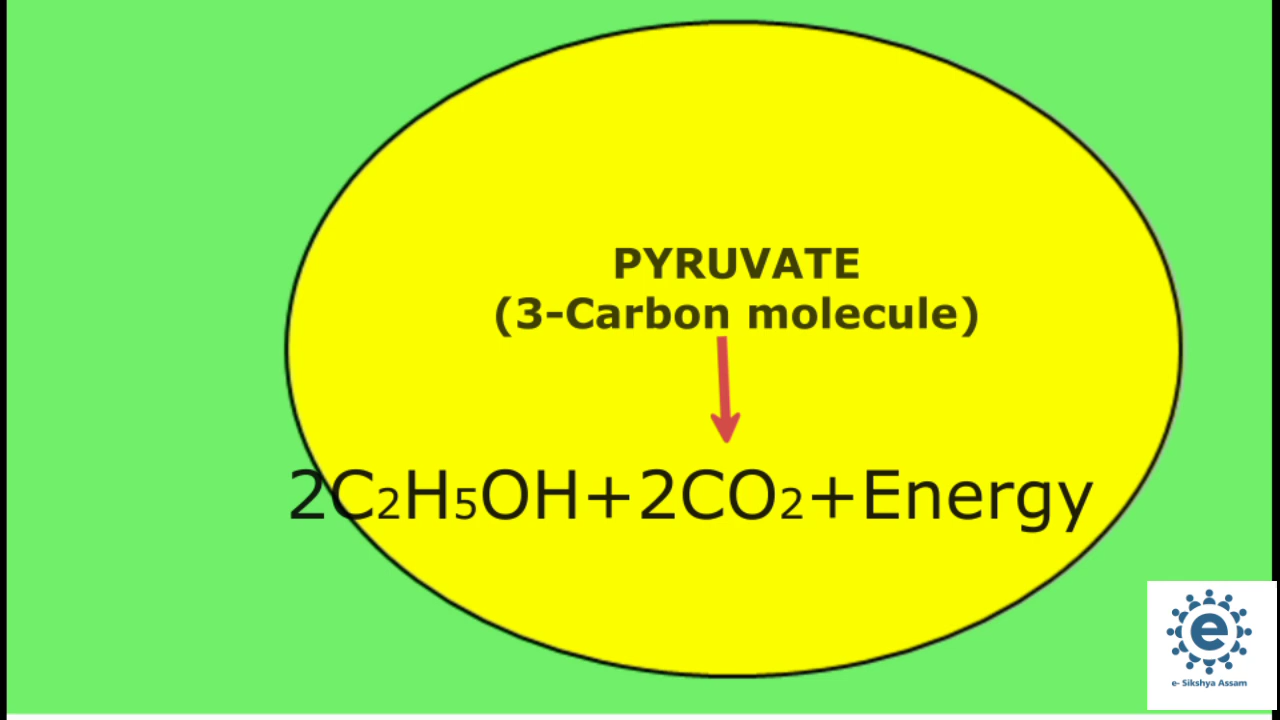 PYRUVATE
(3-Carbon molecule)
2C2H5OH+2CO2+Energy
e
e- Sikshya Assam